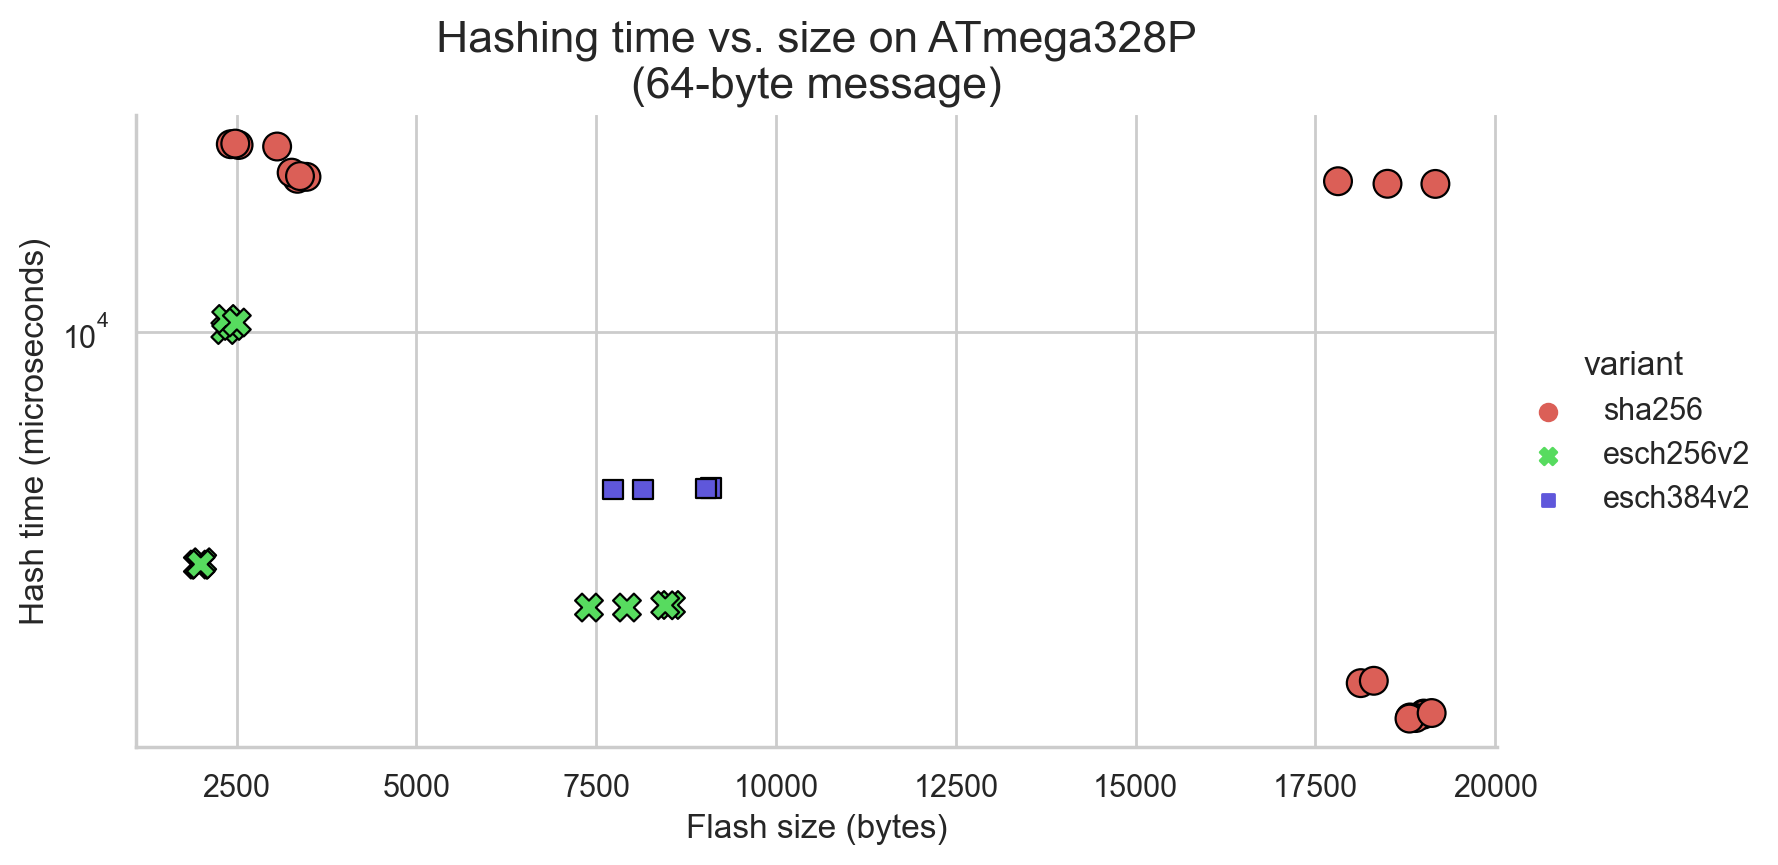 Hashing time vs. size on ATmega328P
(64-byte message)
Hash time (microseconds)
10⁴
variant
sha256
esch256v2
esch384v2
2500 5000 7500 10000 12500 15000 17500 20000
Flash size (bytes)